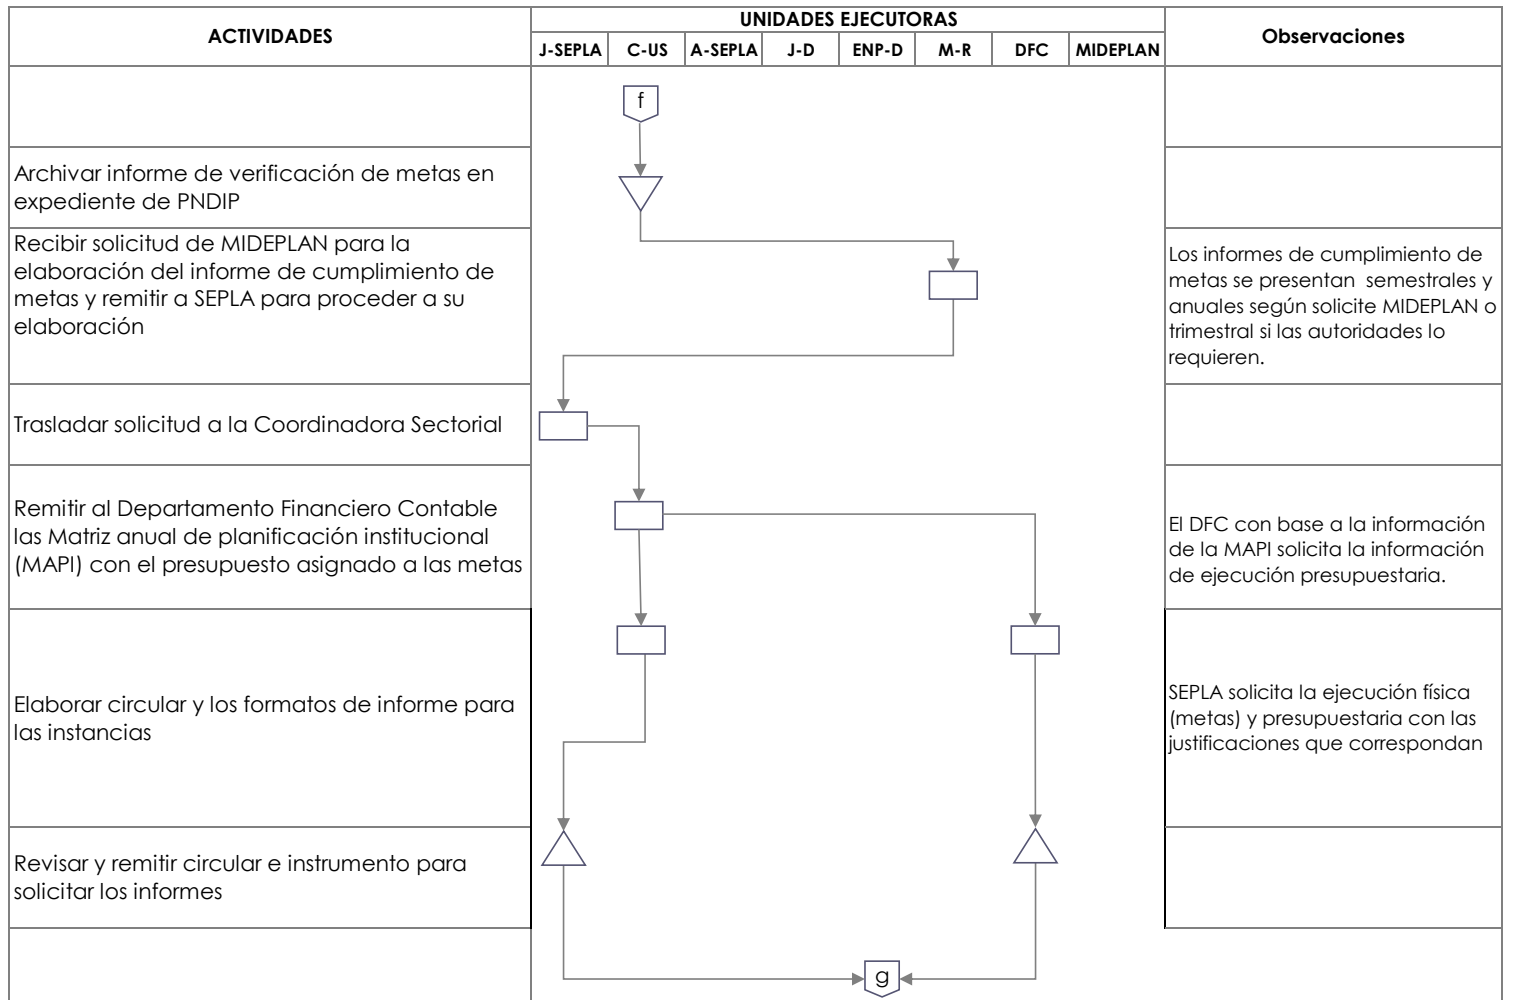 ACTIVIDADES
UNIDADES EJECUTORAS
Observaciones
J-SEPLA C-US A-SEPLA J-D ENP-D M-R DFC MIDEPLAN
f
Archivar informe de verificación de metas en
expediente de PNDIP
Recibir solicitud de MIDEPLAN para la
elaboración del informe de cumplimiento de
metas y remitir a SEPLA para proceder a su
elaboración
Los informes de cumplimiento de
metas se presentan semestrales y
anuales según solicite MIDEPLAN o
trimestral si las autoridades lo
requieren.
Trasladar solicitud a la Coordinadora Sectorial
Remitir al Departamento Financiero Contable
las Matriz anual de planificación institucional
(MAPI) con el presupuesto asignado a las metas
El DFC con base a la información
de la MAPI solicita la información
de ejecución presupuestaria.
Elaborar circular y los formatos de informe para
las instancias
SEPLA solicita la ejecución física
(metas) y presupuestaria con las
justificaciones que correspondan
Revisar y remitir circular e instrumento para
solicitar los informes
g